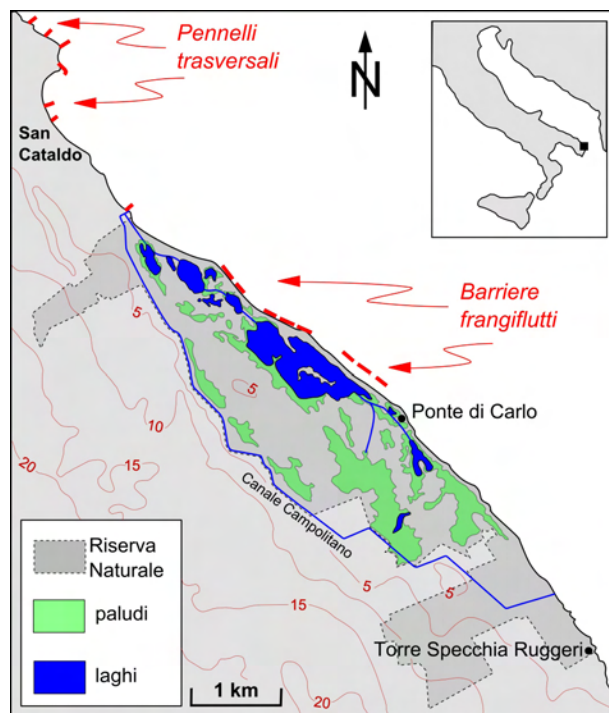 Pennelli
trasversali
N
San
Cataldo
Barriere
frangiflutti
5
5
10
Ponte di Carlo
20
15
Canale Campolitano
Riserva
Naturale
paludi
laghi
5
5
15
Torre Specchia Ruggeri
20
1 km